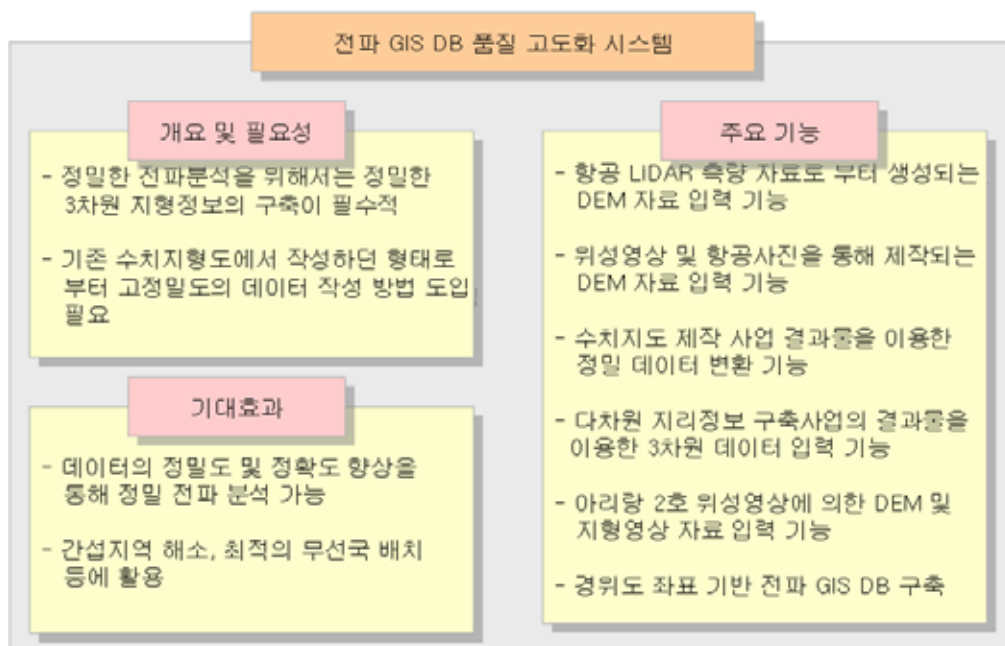 전파 GIS DB 품질 고도화 시스템
개요 및 필요성
- 정밀한 전파분석을 위해서는 정밀한
3차원 지형정보의 구축이 필수적
- 기존 수치지형도에서 작성하던 형태로
부터 고정밀도의 데이터 작성 방법 도입
필요
기대효과
- 데이터의 정밀도 및 정확도 향상을
통해 정밀 전파 분석 가능
- 간섭지역 해소, 최적의 무선국 배치
등에 활용
주요 기능
- 항공 LiDAR 측량 자료로 부터 생성되는
DEM 자료 입력 기능
- 위성영상 및 항공사진을 통해 제작되는
DEM 자료 입력 기능
- 수치지도 제작 사업 결과물을 이용한
정밀 데이터 변환 기능
- 다차원 지리정보 구축사업의 결과물을
이용한 3차원 데이터 입력 기능
- 아리랑 2호 위성영상에 의한 DEM 및
지형영상 자료 입력 기능
- 경위도 좌표 기반 전파 GIS DB 구축